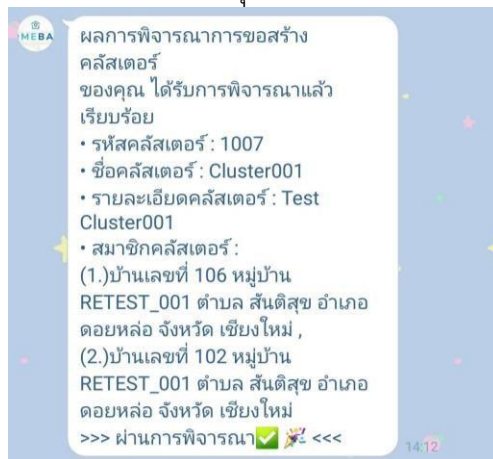 MEBA
ผลการพิจารณาการขอสร้าง
คลัสเตอร์
ของคุณ ได้รับการพิจารณาแล้ว
เรียบร้อย
• รหัสคลัสเตอร์ : 1007
• ชื่อคลัสเตอร์ : Cluster001
• รายละเอียดคลัสเตอร์ : Test
Cluster001
• สมาชิกคลัสเตอร์ :
(1.)บ้านเลขที่ 106 หมู่บ้าน
RETEST_001 ตำบล สันติสุข อำเภอ
ดอยหล่อ จังหวัด เชียงใหม่ ,
(2.)บ้านเลขที่ 102 หมู่บ้าน
RETEST_001 ตำบล สันติสุข อำเภอ
ดอยหล่อ จังหวัด เชียงใหม่
>>> ผ่านการพิจารณา✅ 🎉 <<<
14:12